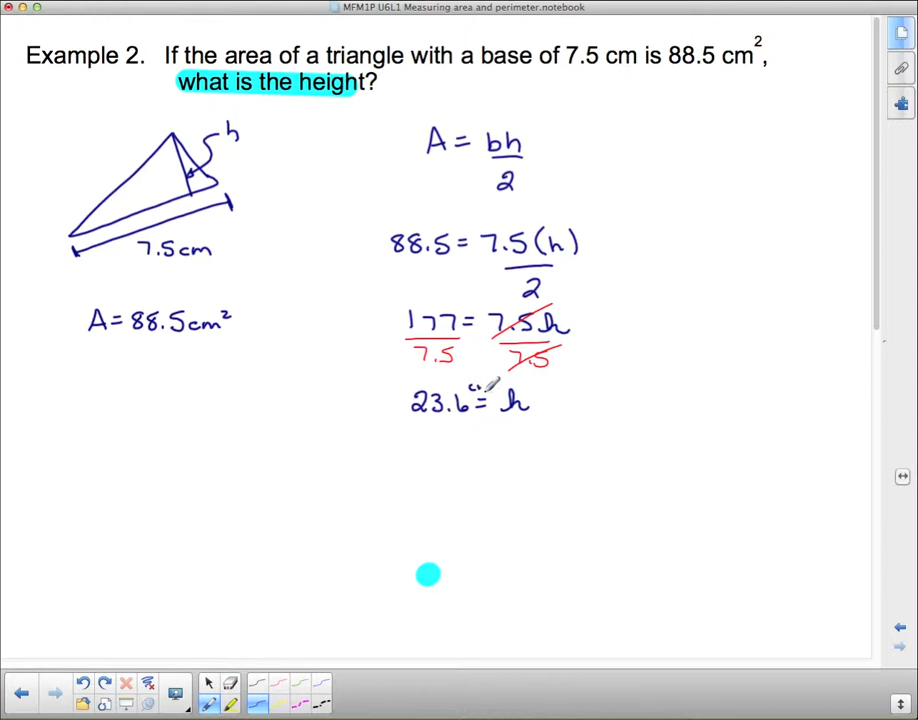 MFM1P U6L1 Measuring area and perimeter.notebook
Example 2. If the area of a triangle with a base of 7.5 cm is 88.5 cm²,
what is the height?
h
7.5cm
A = 88.5cm²
A = bh
2
88.5 = 7.5(h)
2
177 = 7.5h
7.5 7.5
23.6 = h